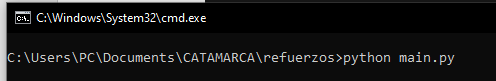 C:\Windows\System32\cmd.exe
C:\Users\PC\Documents\CATAMARCA\refuerzos>python main.py